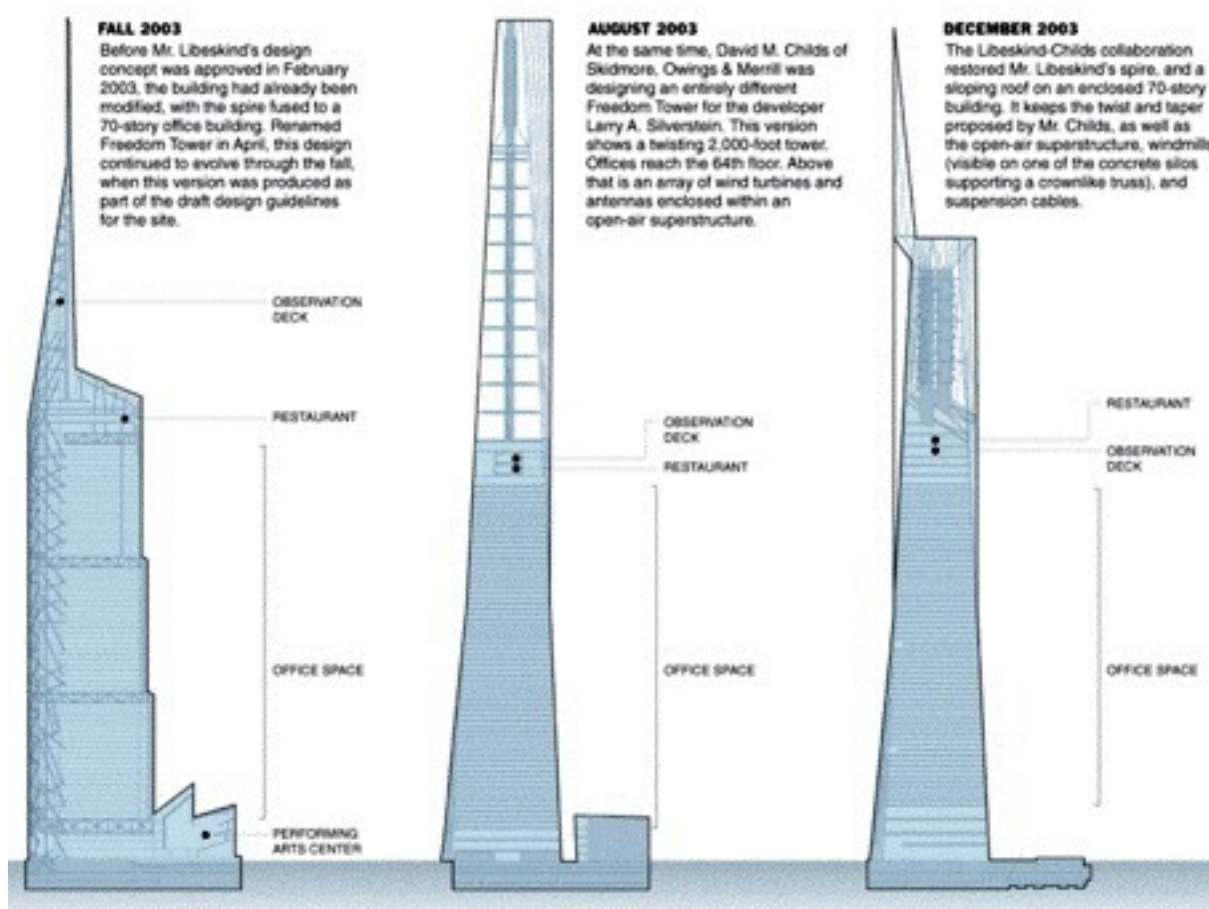 FALL 2003
Before Mr. Libeskind's design
concept was approved in February
2003, the building had already been
modified, with the spire fused to a
70-story office building. Renamed
Freedom Tower in April, this design
continued to evolve through the fall,
when this version was produced as
part of the draft design guidelines
for the site.
OBSERVATION
DECK
RESTAURANT
OFFICE SPACE
PERFORMING
ARTS CENTER
AUGUST 2003
At the same time, David M. Childs of
Skidmore, Owings & Merrill was
designing an entirely different
Freedom Tower for the developer
Larry A. Silverstein. This version
shows a twisting 2,000-foot tower.
Offices reach the 64th floor. Above
that is an array of wind turbines and
antennas enclosed within an
open-air superstructure.
OBSERVATION
DECK
RESTAURANT
OFFICE SPACE
DECEMBER 2003
The Libeskind-Childs collaboration
restored Mr. Libeskind's spire, and a
sloping roof on an enclosed 70-story
building. It keeps the twist and taper
proposed by Mr. Childs, as well as
the open-air superstructure, windmills
(visible on one of the concrete silos
supporting a crownlike truss), and
suspension cables.
RESTAURANT
OBSERVATION
DECK
OFFICE SPACE